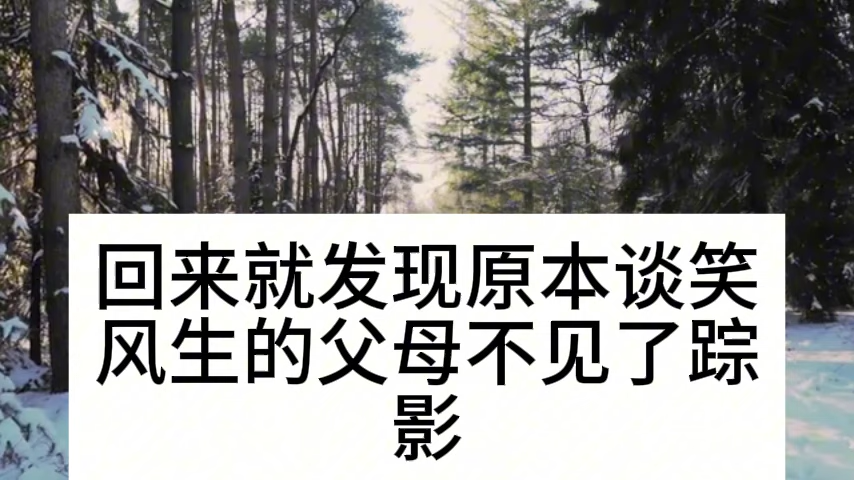 回来就发现原本谈笑
风生的父母不见了踪
影